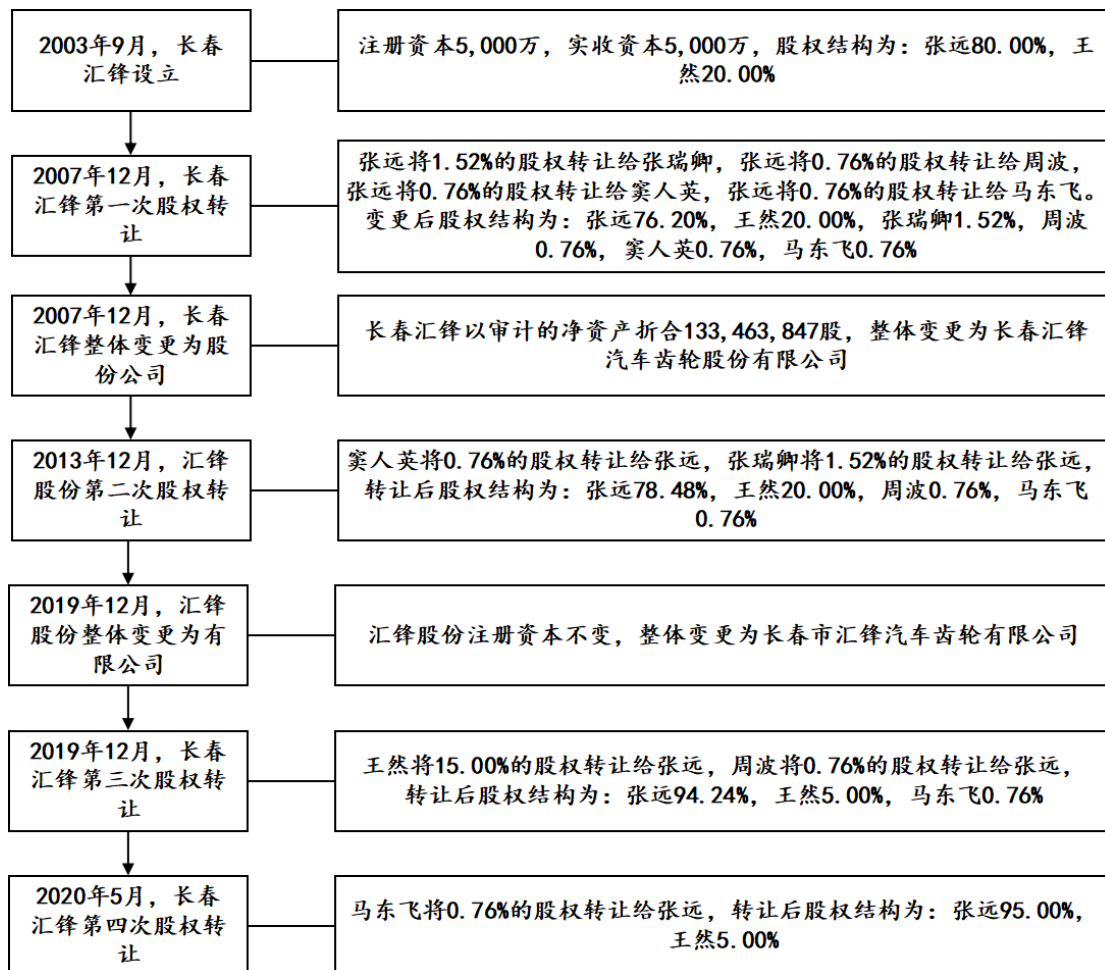 2003年9月，长春
汇锋设立
注册资本5,000万，实收资本5,000万，股权结构为：张远80.00%，王
然20.00%
2007年12月，长春
汇锋第一次股权转
让
张远将1.52%的股权转让给张瑞卿，张远将0.76%的股权转让给周波，
张远将0.76%的股权转让给窦人英，张远将0.76%的股权转让给马东飞。
变更后股权结构为：张远76.20%，王然20.00%，张瑞卿1.52%，周波
0.76%，窦人英0.76%，马东飞0.76%
2007年12月，长春
汇锋整体变更为股
份公司
长春汇锋以审计的净资产折合133,463,847股，整体变更为长春汇锋
汽车齿轮股份有限公司
2013年12月，汇锋
股份第二次股权转
让
窦人英将0.76%的股权转让给张远，张瑞卿将1.52%的股权转让给张远，
转让后股权结构为：张远78.48%，王然20.00%，周波0.76%，马东飞
0.76%
2019年12月，汇锋
股份整体变更为有
限公司
汇锋股份注册资本不变，整体变更为长春市汇锋汽车齿轮有限公司
2019年12月，长春
汇锋第三次股权转
让
王然将15.00%的股权转让给张远，周波将0.76%的股权转让给张远，
转让后股权结构为：张远94.24%，王然5.00%，马东飞0.76%
2020年5月，长春
汇锋第四次股权转
让
马东飞将0.76%的股权转让给张远，转让后股权结构为：张远95.00%，
王然5.00%